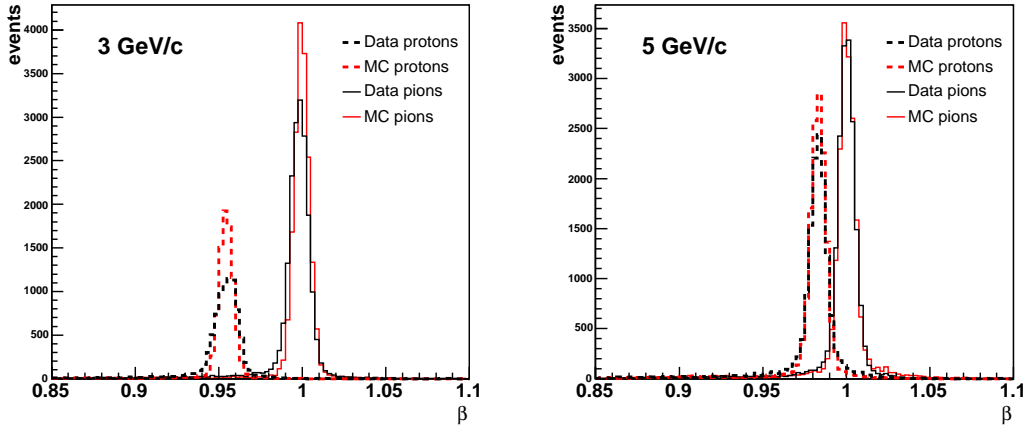 events
3 GeV/c
Data protons
MC protons
Data pions
MC pions
4000
3500
3000
2500
2000
1500
1000
500
0
0.85 0.9 0.95 1 1.05 1.1
β
events
5 GeV/c
Data protons
MC protons
Data pions
MC pions
3500
3000
2500
2000
1500
1000
500
0
0.85 0.9 0.95 1 1.05 1.1
β